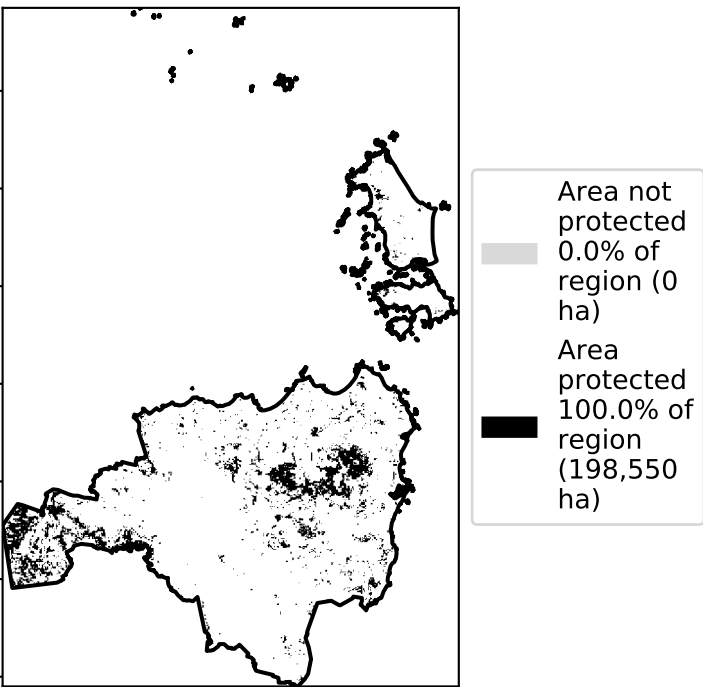 Area not
protected
0.0% of
region (0
ha)
Area
protected
100.0% of
region
(198,550
ha)